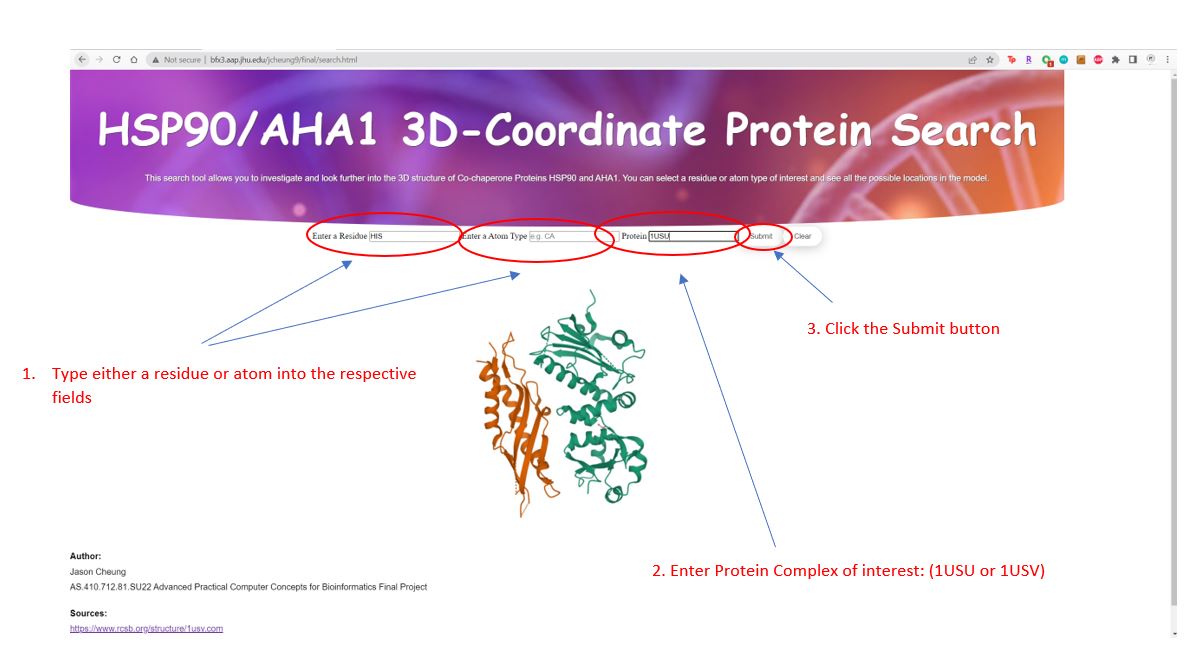 Not secure | bfx3.aap.jhu.edu/jcheung9/final/search.html
HSP90/AHA1 3D-Coordinate Protein Search
This search tool allows you to investigate and look further into the 3D structure of Co-chaperone Proteins HSP90 and AHA1. You can select a residue or atom type of interest and see all the possible locations in the model.
Enter a Residue HIS Enter a Atom Type e.g. CA Protein 1USU Submit Clear
3. Click the Submit button
1. Type either a residue or atom into the respective
fields
Author:
Jason Cheung
2. Enter Protein Complex of interest: (1USU or 1USV)
AS.410.712.81.SU22 Advanced Practical Computer Concepts for Bioinformatics Final Project
Sources:
https://www.rcsb.org/structure/1usv.com